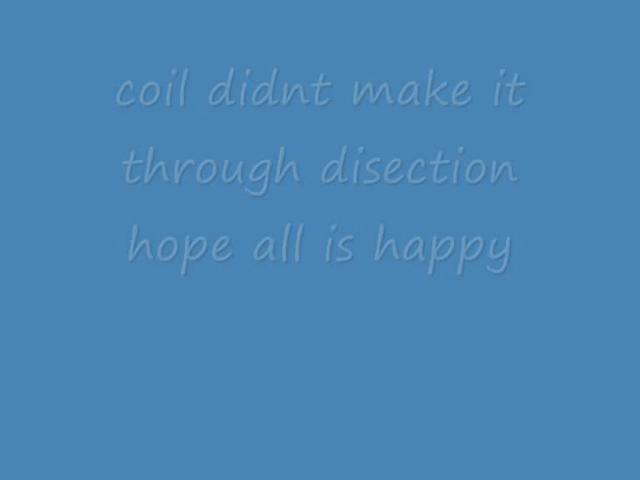 coil didnt make it
through disection
hope all is happy